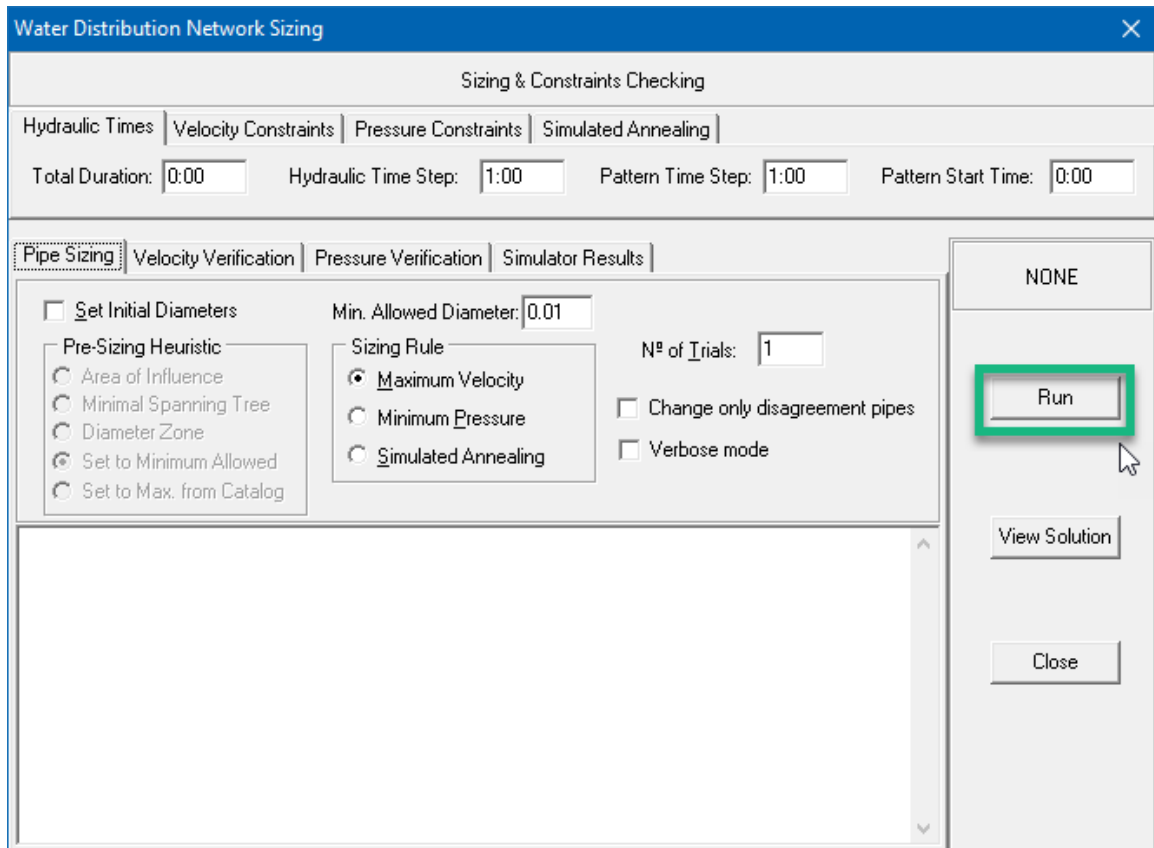 Water Distribution Network Sizing
Sizing & Constraints Checking
Hydraulic Times Velocity Constraints Pressure Constraints Simulated Annealing
Total Duration: 0:00 Hydraulic Time Step: 1:00 Pattern Time Step: 1:00 Pattern Start Time: 0:00
Pipe Sizing Velocity Verification Pressure Verification Simulator Results
NONE
Set Initial Diameters Min. Allowed Diameter: 0.01
Pre-Sizing Heuristic
Area of Influence
Minimal Spanning Tree
Diameter Zone
Set to Minimum Allowed
Set to Max. from Catalog
Sizing Rule
Maximum Velocity
Minimum Pressure
Simulated Annealing
Nº of Trials: 1
Change only disagreement pipes
Verbose mode
Run
View Solution
Close